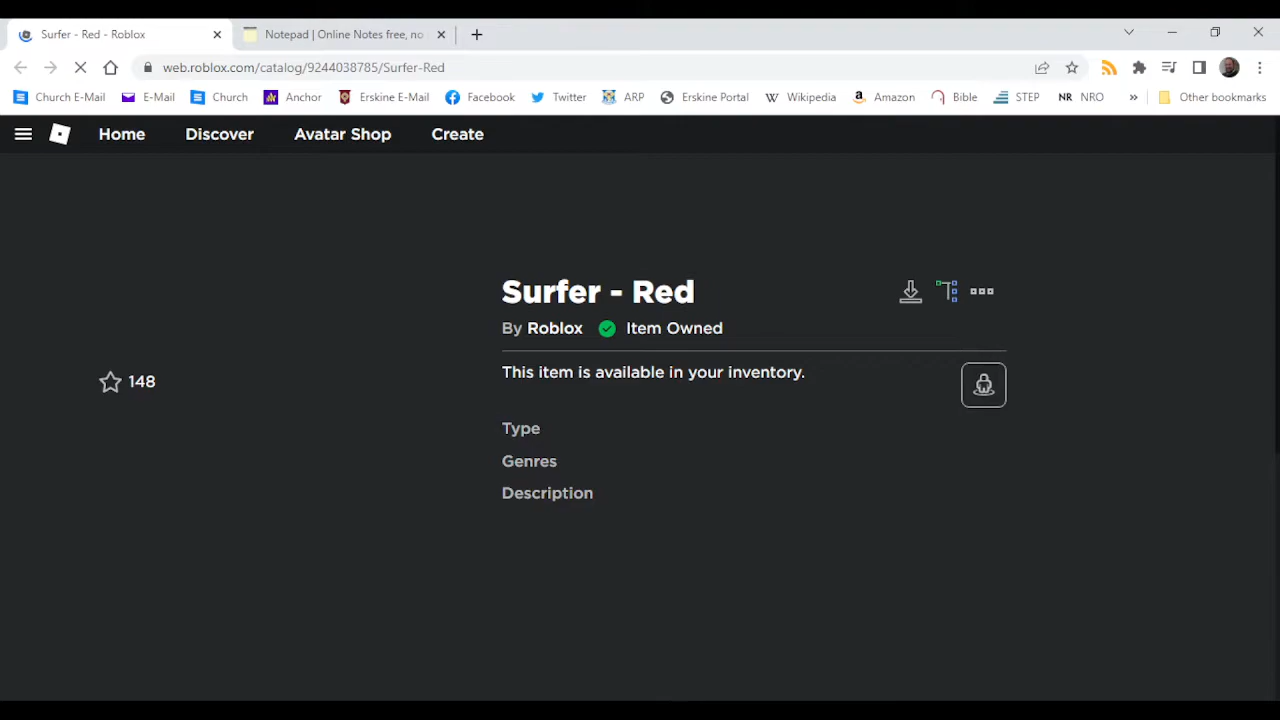 Surfer - Red - Roblox
Notepad | Online Notes free, no
web.roblox.com/catalog/9244038785/Surfer-Red
Church E-Mail E-Mail Church Anchor Erskine E-Mail Facebook Twitter ARP Erskine Portal Wikipedia Amazon Bible STEP NR NRO » Other bookmarks
Home Discover Avatar Shop Create
Surfer - Red
By Roblox Item Owned
This item is available in your inventory.
148
Type
Genres
Description